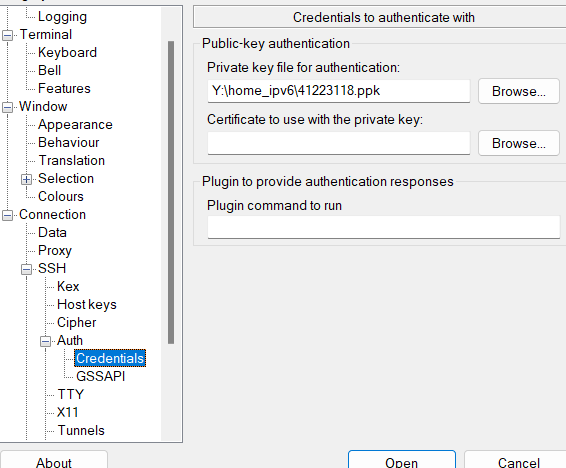 Logging
Terminal
Keyboard
Bell
Features
Window
Appearance
Behaviour
Translation
Selection
Colours
Connection
Data
Proxy
SSH
Kex
Host keys
Cipher
Auth
Credentials
GSSAPI
TTY
X11
Tunnels
Credentials to authenticate with
Public-key authentication
Private key file for authentication:
Y:\home_ipv6\41223118.ppk
Browse...
Certificate to use with the private key:
Browse...
Plugin to provide authentication responses
Plugin command to run
About
Open
Cancel